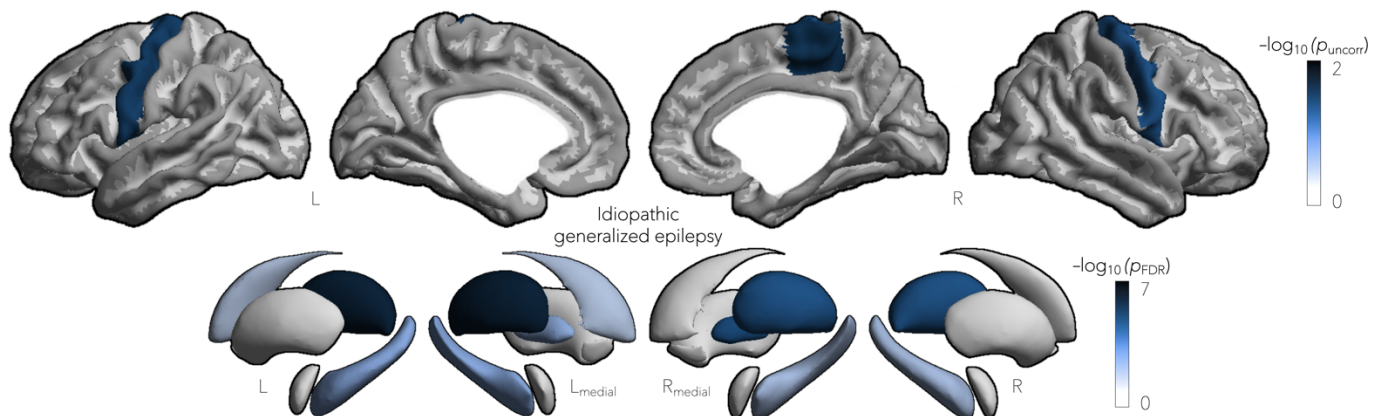 –log10 (puncorr)
2
0
L
R
Idiopathic
generalized epilepsy
–log10 (pFDR)
7
0
L
Lmedial
Rmedial
R